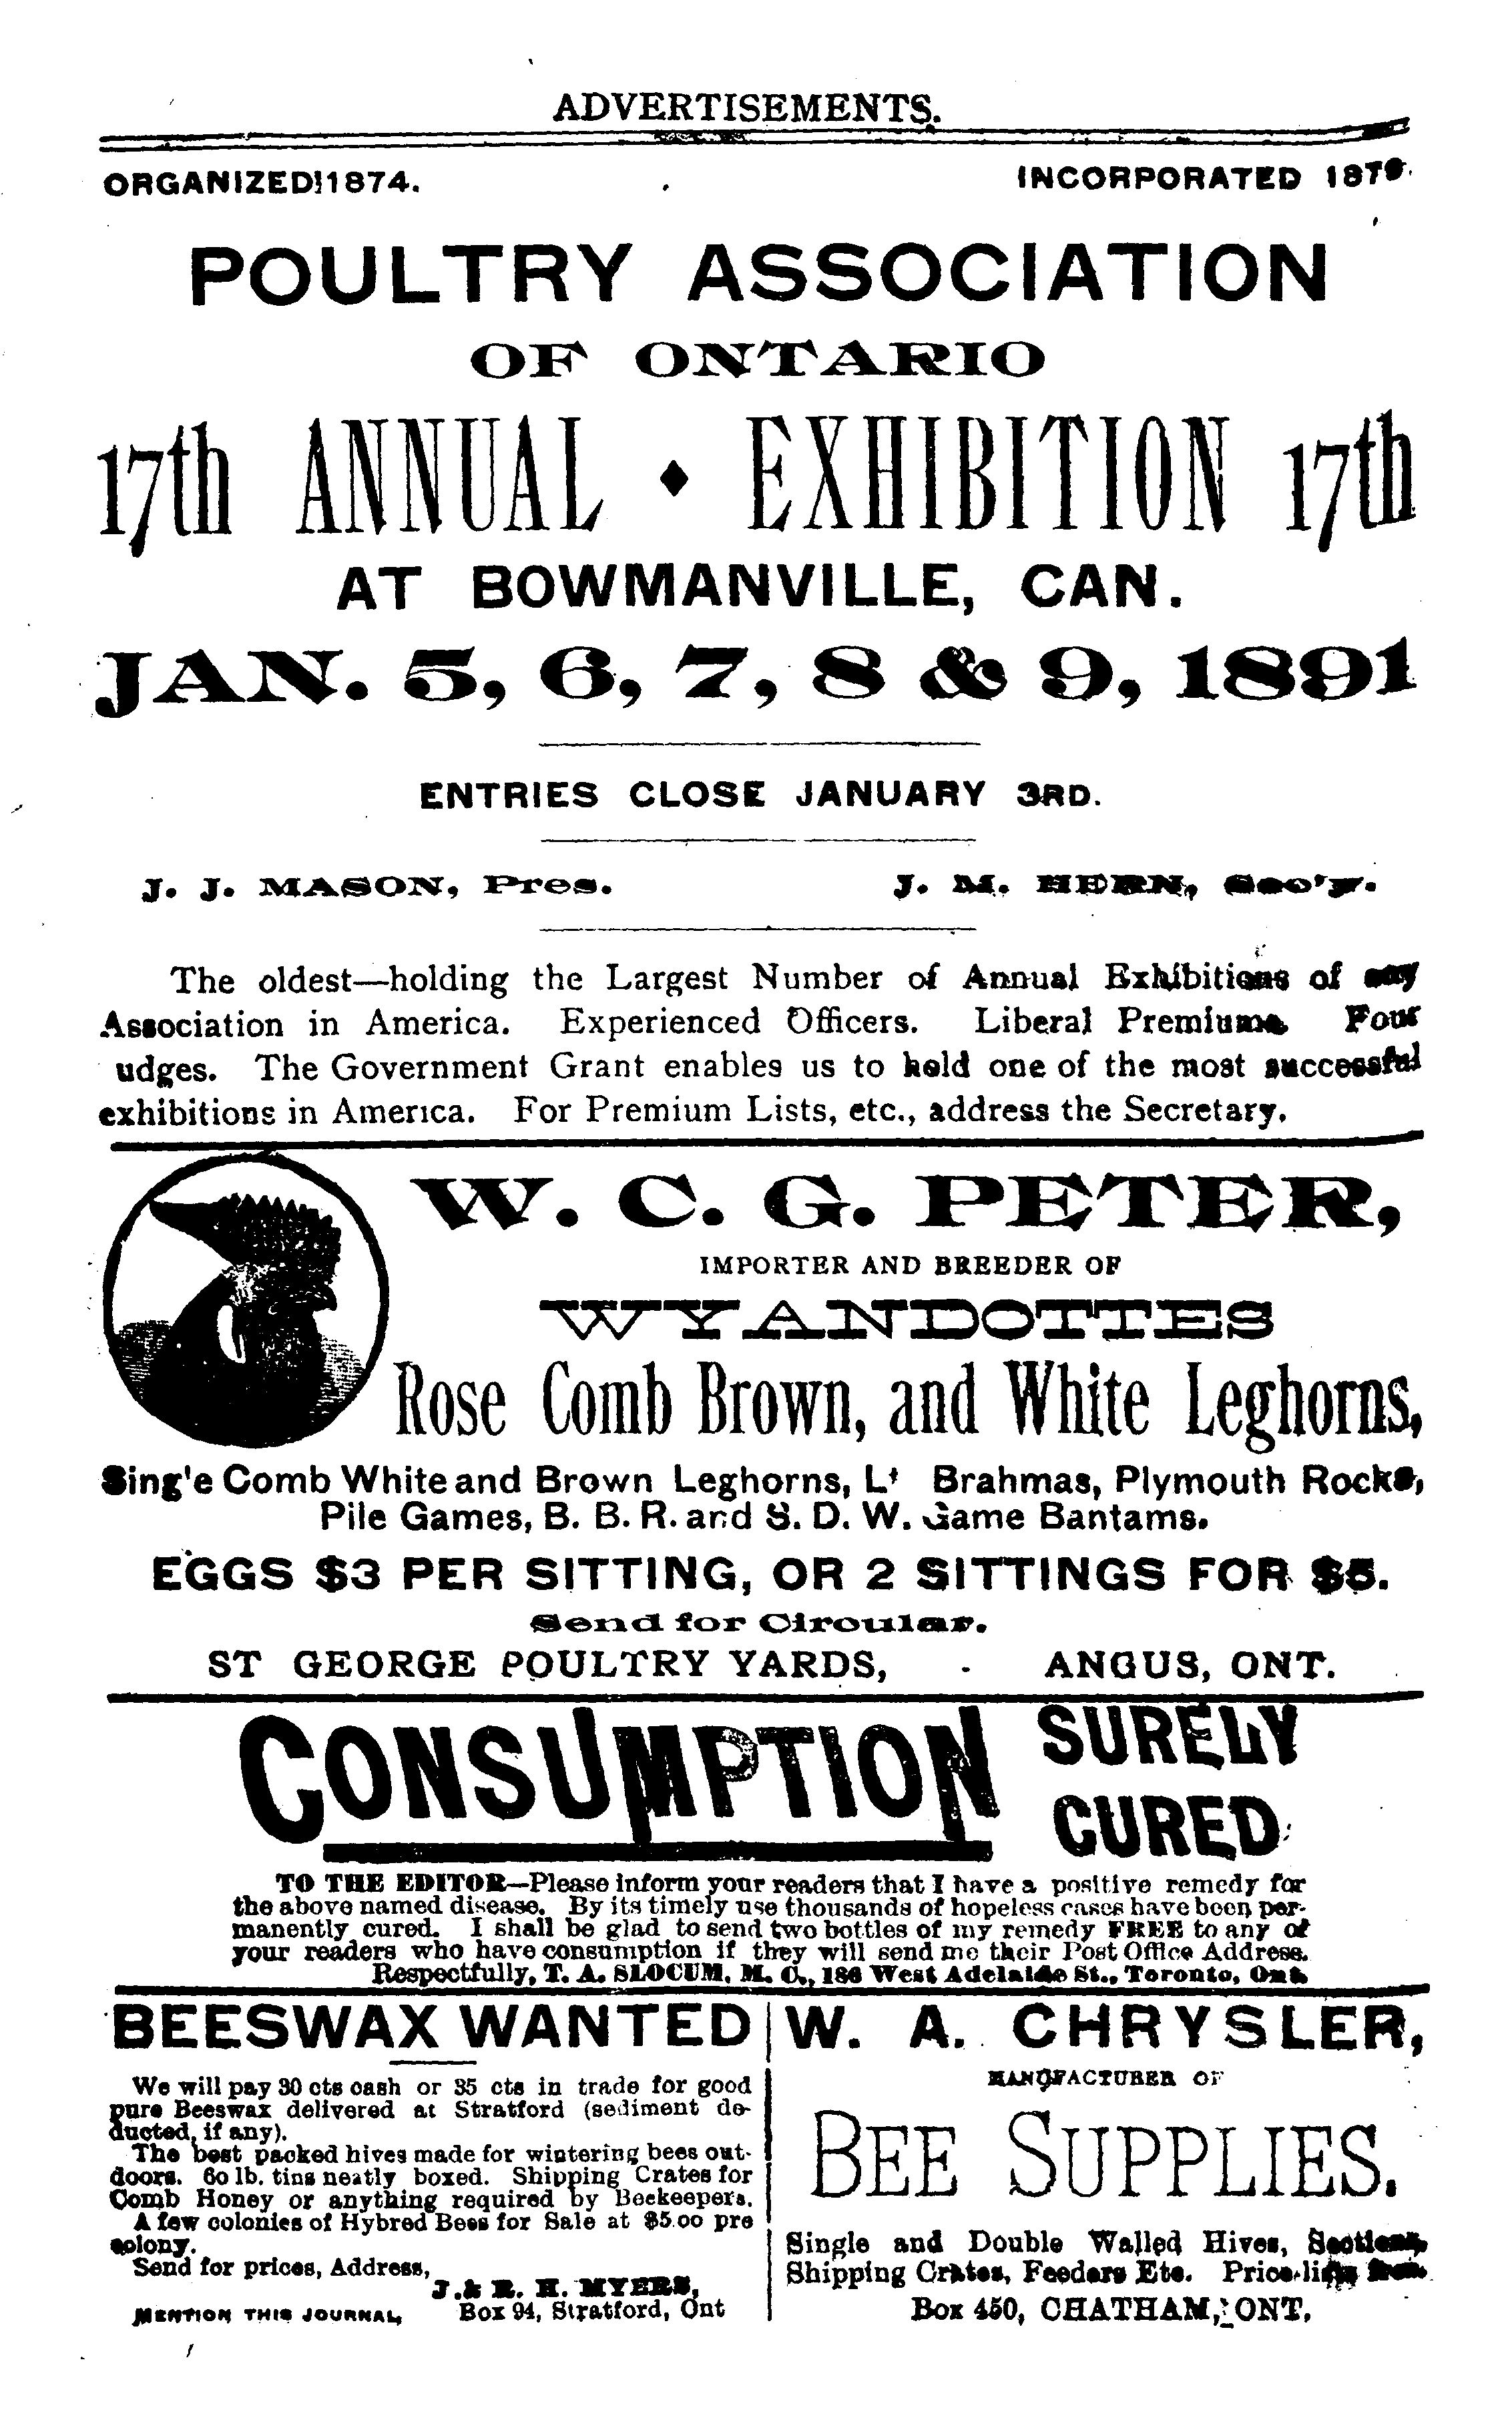 ADVERTISEMENTS.
ORGANIZED!1874. INCORPORATED 1879.
POULTRY ASSOCIATION
OF ONTARIO
17th ANNUAL ♦ EXHIBITION 17th
AT BOWMANVILLE, CAN.
JAN. 5, 6, 7, 8 & 9, 1891
ENTRIES CLOSE JANUARY 3RD.
J. J. MASON, Pres. J. M. HERN, Sec'y.
The oldest—holding the Largest Number of Annual Exhibitions of any
Association in America. Experienced Officers. Liberal Premiums. Four
udges. The Government Grant enables us to hold one of the most successful
exhibitions in America. For Premium Lists, etc., address the Secretary.
W. C. G. PETER,
IMPORTER AND BREEDER OF
WYANDOTTES
Rose Comb Brown, and White Leghorns,
Sing'e Comb White and Brown Leghorns, Lt Brahmas, Plymouth Rocks,
Pile Games, B. B. R. and S. D. W. Game Bantams.
EGGS $3 PER SITTING, OR 2 SITTINGS FOR $5.
Send for Circular.
ST GEORGE POULTRY YARDS, - ANGUS, ONT.
CONSUMPTION SURELY
CURED
TO THE EDITOR—Please inform your readers that I have a positive remedy for
the above named disease. By its timely use thousands of hopeless cases have been per-
manently cured. I shall be glad to send two bottles of my remedy FREE to any of
your readers who have consumption if they will send me their Post Office Address.
Respectfully, T. A. SLOCUM, M. C., 186 West Adelaide St., Toronto, Ont.
BEESWAX WANTED
We will pay 30 cts cash or 35 cts in trade for good
pure Beeswax delivered at Stratford (sediment de-
ducted, if any).
The best packed hives made for wintering bees out-
doors. 60 lb. tins neatly boxed. Shipping Crates for
Comb Honey or anything required by Beekeepers.
A few colonies of Hybred Bees for Sale at $5.00 pre
colony.
Send for prices, Address,
J. & R. H. MYERS,
MENTION THIS JOURNAL, Box 94, Stratford, Ont
W. A. CHRYSLER,
MANUFACTURER OF
BEE SUPPLIES.
Single and Double Walled Hives, Sections,
Shipping Crates, Feeders Etc. Price-lists free.
Box 450, CHATHAM, ONT.